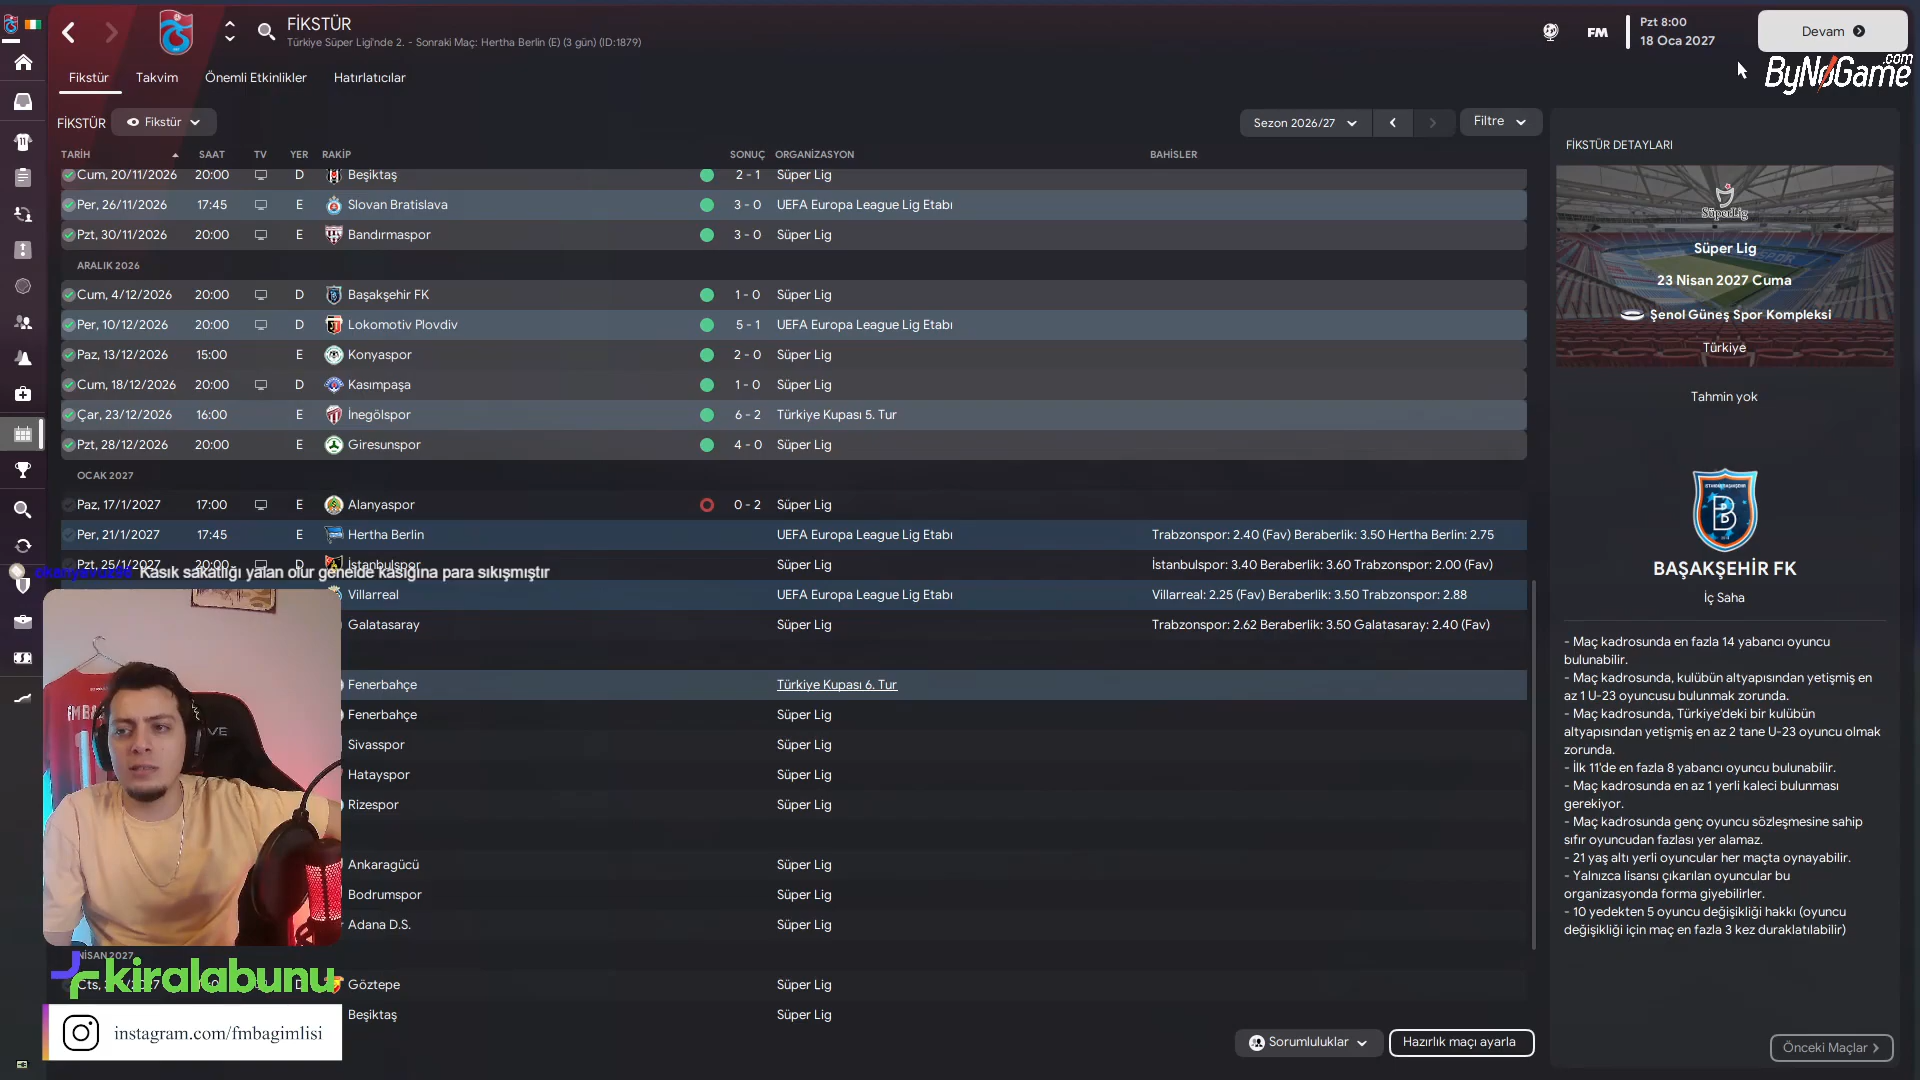 FİKSTÜR
Türkiye Süper Ligi'nde 2. - Sonraki Maç: Hertha Berlin (E) (3 gün) (ID:1879)
FM
Pzt 8:00
18 Oca 2027
Devam
ByNoGame.com
Fikstür Takvim Önemli Etkinlikler Hatırlatıcılar
FİKSTÜR Fikstür Sezon 2026/27 Filtre
TARİH SAAT TV YER RAKİP SONUÇ ORGANİZASYON BAHİSLER
Cum, 20/11/2026 20:00 D Beşiktaş 2 - 1 Süper Lig
Per, 26/11/2026 17:45 E Slovan Bratislava 3 - 0 UEFA Europa League Lig Etabı
Pzt, 30/11/2026 20:00 E Bandırmaspor 3 - 0 Süper Lig
ARALIK 2026
Cum, 4/12/2026 20:00 D Başakşehir FK 1 - 0 Süper Lig
Per, 10/12/2026 20:00 D Lokomotiv Plovdiv 5 - 1 UEFA Europa League Lig Etabı
Paz, 13/12/2026 15:00 E Konyaspor 2 - 0 Süper Lig
Cum, 18/12/2026 20:00 D Kasımpaşa 1 - 0 Süper Lig
Çar, 23/12/2026 16:00 E İnegölspor 6 - 2 Türkiye Kupası 5. Tur
Pzt, 28/12/2026 20:00 E Giresunspor 4 - 0 Süper Lig
OCAK 2027
Paz, 17/1/2027 17:00 E Alanyaspor 0 - 2 Süper Lig
Per, 21/1/2027 17:45 E Hertha Berlin UEFA Europa League Lig Etabı Trabzonspor: 2.40 (Fav) Beraberlik: 3.50 Hertha Berlin: 2.75
Pzt, 25/1/2027 20:00 D İstanbulspor Süper Lig İstanbulspor: 3.40 Beraberlik: 3.60 Trabzonspor: 2.00 (Fav)
Kasık sakatlığı yalan olur genelde kasığına para sıkışmıştır
Villarreal UEFA Europa League Lig Etabı Villarreal: 2.25 (Fav) Beraberlik: 3.50 Trabzonspor: 2.88
Galatasaray Süper Lig Trabzonspor: 2.62 Beraberlik: 3.50 Galatasaray: 2.40 (Fav)
Fenerbahçe Türkiye Kupası 6. Tur
Fenerbahçe Süper Lig
Sivasspor Süper Lig
Hatayspor Süper Lig
Rizespor Süper Lig
Ankaragücü Süper Lig
Bodrumspor Süper Lig
Adana D.S. Süper Lig
NİSAN 2027
Cts, D Göztepe Süper Lig
Beşiktaş Süper Lig
kiralabunu
instagram.com/fmbagimlisi
Sorumluluklar Hazırlık maçı ayarla
FİKSTÜR DETAYLARI
SüperLig
Süper Lig
23 Nisan 2027 Cuma
Şenol Güneş Spor Kompleksi
Türkiye
Tahmin yok
BAŞAKŞEHİR FK
İç Saha
- Maç kadrosunda en fazla 14 yabancı oyuncu
bulunabilir.
- Maç kadrosunda, kulübün altyapısından yetişmiş en
az 1 U-23 oyuncusu bulunmak zorunda.
- Maç kadrosunda, Türkiye'deki bir kulübün
altyapısından yetişmiş en az 2 tane U-23 oyuncu olmak
zorunda.
- İlk 11'de en fazla 8 yabancı oyuncu bulunabilir.
- Maç kadrosunda en az 1 yerli kaleci bulunması
gerekiyor.
- Maç kadrosunda genç oyuncu sözleşmesine sahip
sıfır oyuncudan fazlası yer alamaz.
- 21 yaş altı yerli oyuncular her maçta oynayabilir.
- Yalnızca lisansı çıkarılan oyuncular bu
organizasyonda forma giyebilirler.
- 10 yedekten 5 oyuncu değişikliği hakkı (oyuncu
değişikliği için maç en fazla 3 kez duraklatılabilir)
Önceki Maçlar